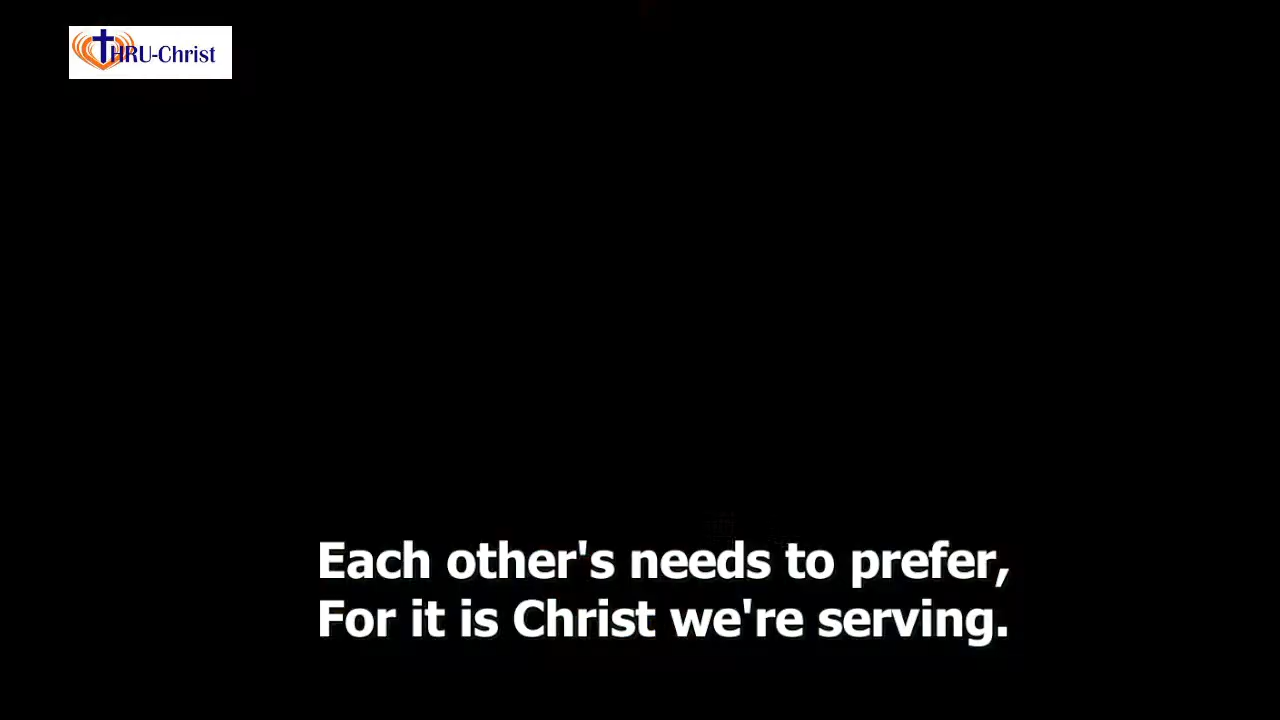 THRU-Christ
Each other's needs to prefer,
For it is Christ we're serving.